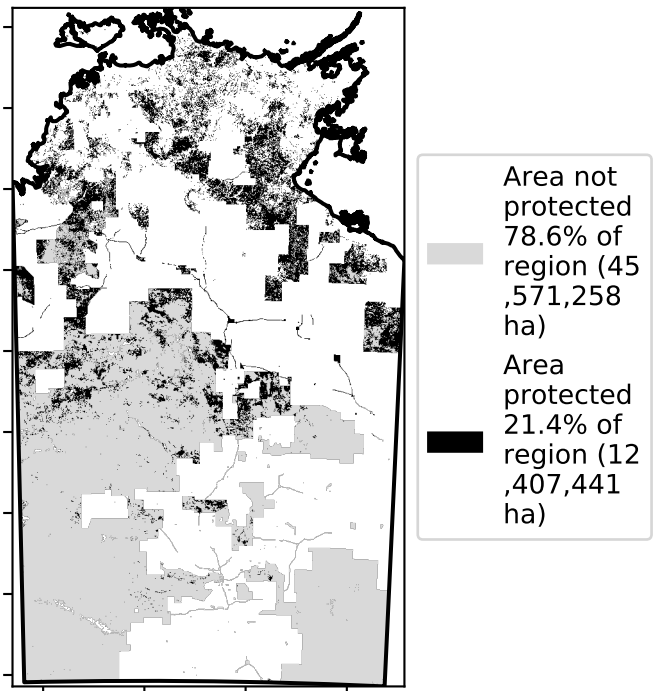 Area not
protected
78.6% of
region (45
,571,258
ha)
Area
protected
21.4% of
region (12
,407,441
ha)